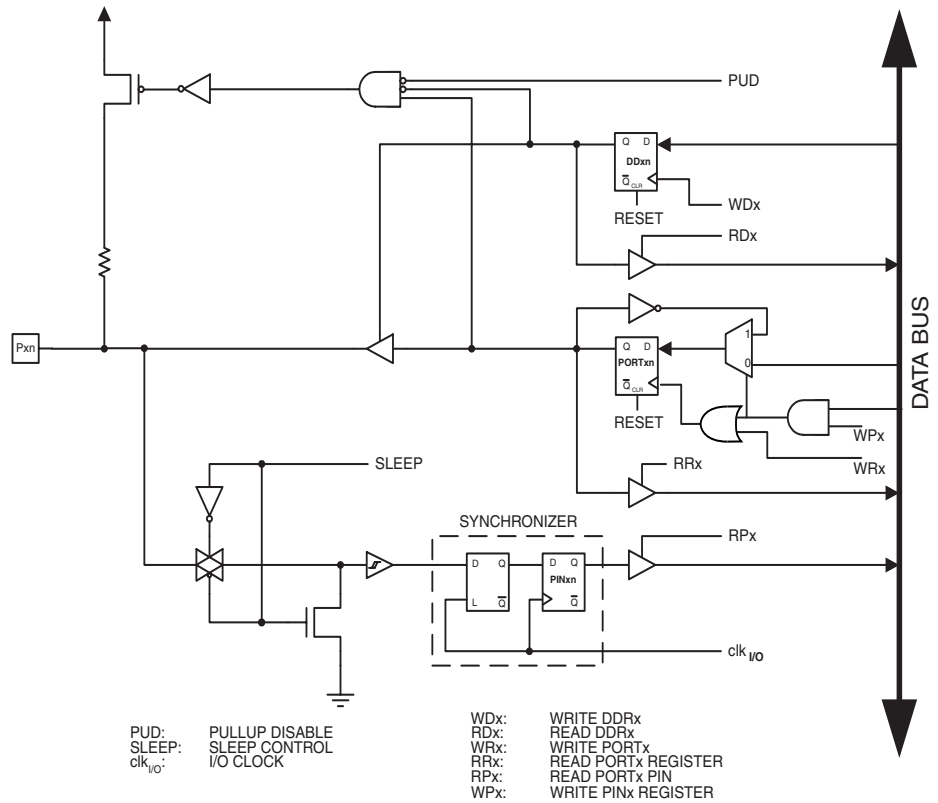 PUD
Q D
DDxn
Q CLR
WDx
RESET
RDx
1
Pxn
Q D
PORTxn
0
DATA BUS
Q CLR
RESET
WPx
WRx
SLEEP
RRx
SYNCHRONIZER
RPx
D Q
D Q
PINxn
L Q
Q
clk I/O
PUD: PULLUP DISABLE
SLEEP: SLEEP CONTROL
clkI/O: I/O CLOCK
WDx: WRITE DDRx
RDx: READ DDRx
WRx: WRITE PORTx
RRx: READ PORTx REGISTER
RPx: READ PORTx PIN
WPx: WRITE PINx REGISTER